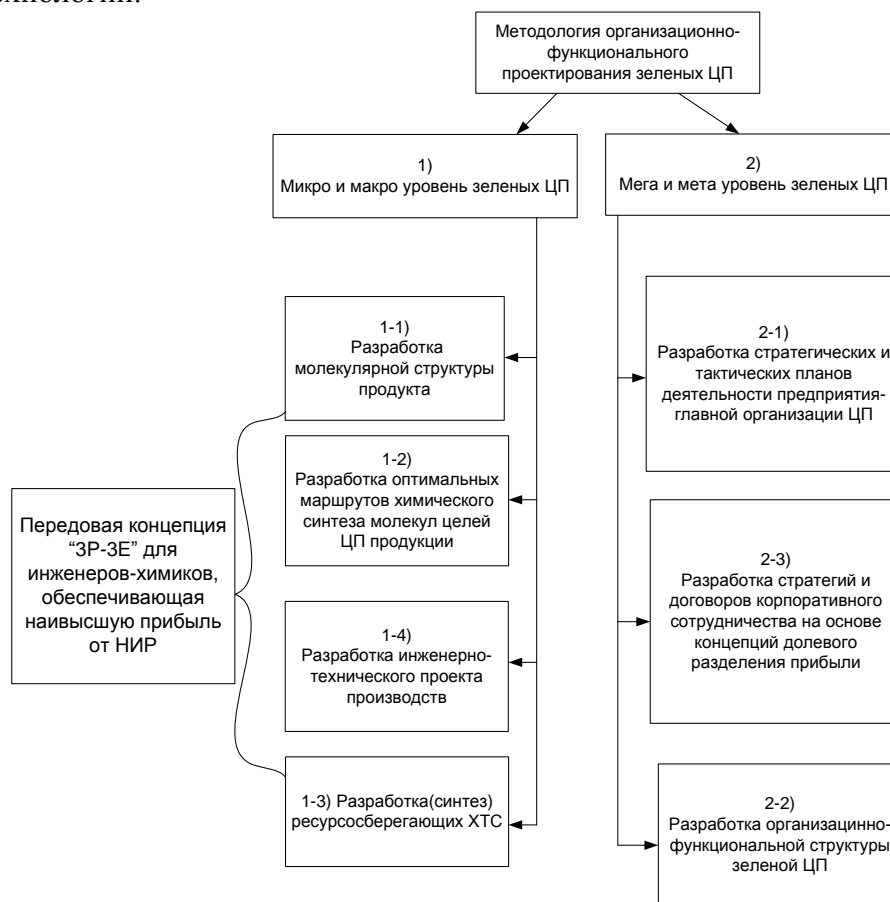 Методология организационно-
функционального
проектирования зеленых ЦП
1)
Микро и макро уровень зеленых ЦП
2)
Мега и мета уровень зеленых ЦП
1-1)
Разработка
молекулярной структуры
продукта
1-2)
Разработка оптимальных
маршрутов химического
синтеза молекул целей
ЦП продукции
Передовая концепция
“3Р-3Е” для
инженеров-химиков,
обеспечивающая
наивысшую прибыль
от НИР
1-4)
Разработка инженерно-
технического проекта
производств
1-3) Разработка(синтез)
ресурсосберегающих ХТС
2-1)
Разработка стратегических и
тактических планов
деятельности предприятия-
главной организации ЦП
2-3)
Разработка стратегий и
договоров корпоративного
сотрудничества на основе
концепций долевого
разделения прибыли
2-2)
Разработка организацинно-
функциональной структуры
зеленой ЦП